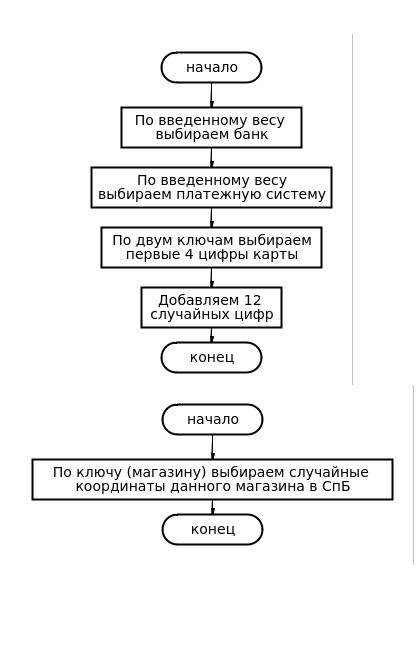 начало
По введенному весу
выбираем банк
По введенному весу
выбираем платежную систему
По двум ключам выбираем
первые 4 цифры карты
Добавляем 12
случайных цифр
конец
начало
По ключу (магазину) выбираем случайные
координаты данного магазина в СпБ
конец